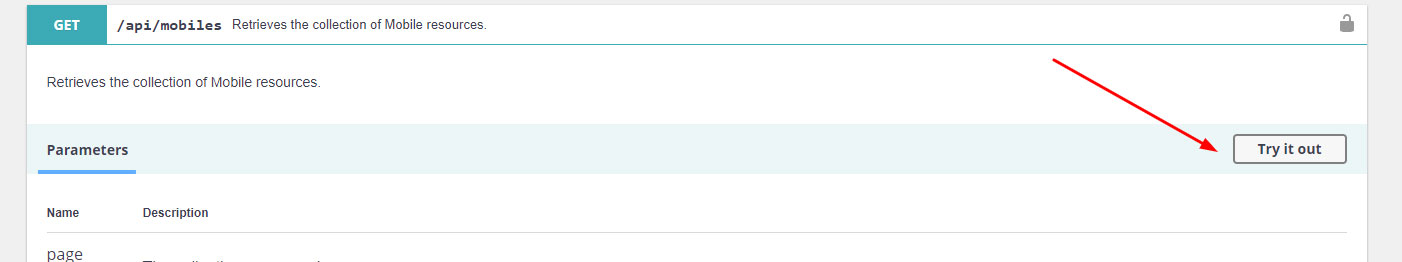 GET /api/mobiles Retrieves the collection of Mobile resources.
Retrieves the collection of Mobile resources.
Parameters
Try it out
Name Description
page